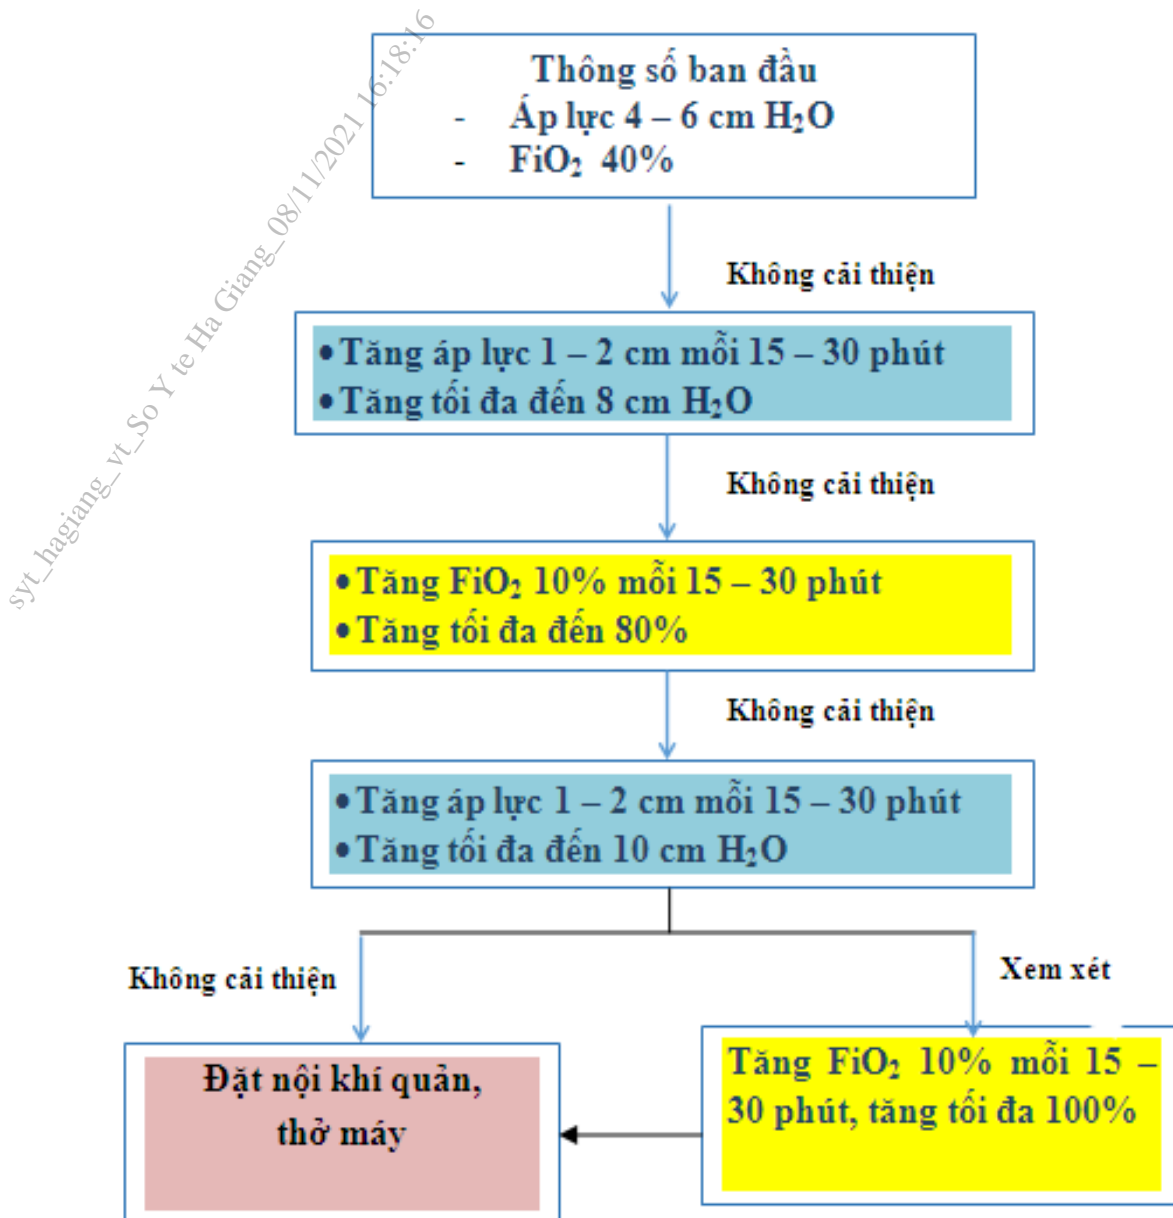 Thông số ban đầu
- Áp lực 4 – 6 cm H₂O
- FiO₂ 40%
Không cải thiện
• Tăng áp lực 1 – 2 cm mỗi 15 – 30 phút
• Tăng tối đa đến 8 cm H₂O
Không cải thiện
• Tăng FiO₂ 10% mỗi 15 – 30 phút
• Tăng tối đa đến 80%
Không cải thiện
• Tăng áp lực 1 – 2 cm mỗi 15 – 30 phút
• Tăng tối đa đến 10 cm H₂O
Không cải thiện
Xem xét
Đặt nội khí quản,
thở máy
Tăng FiO₂ 10% mỗi 15 –
30 phút, tăng tối đa 100%
syt_hagiang_vt_So Y te Ha Giang_08/11/2021 16:18:16